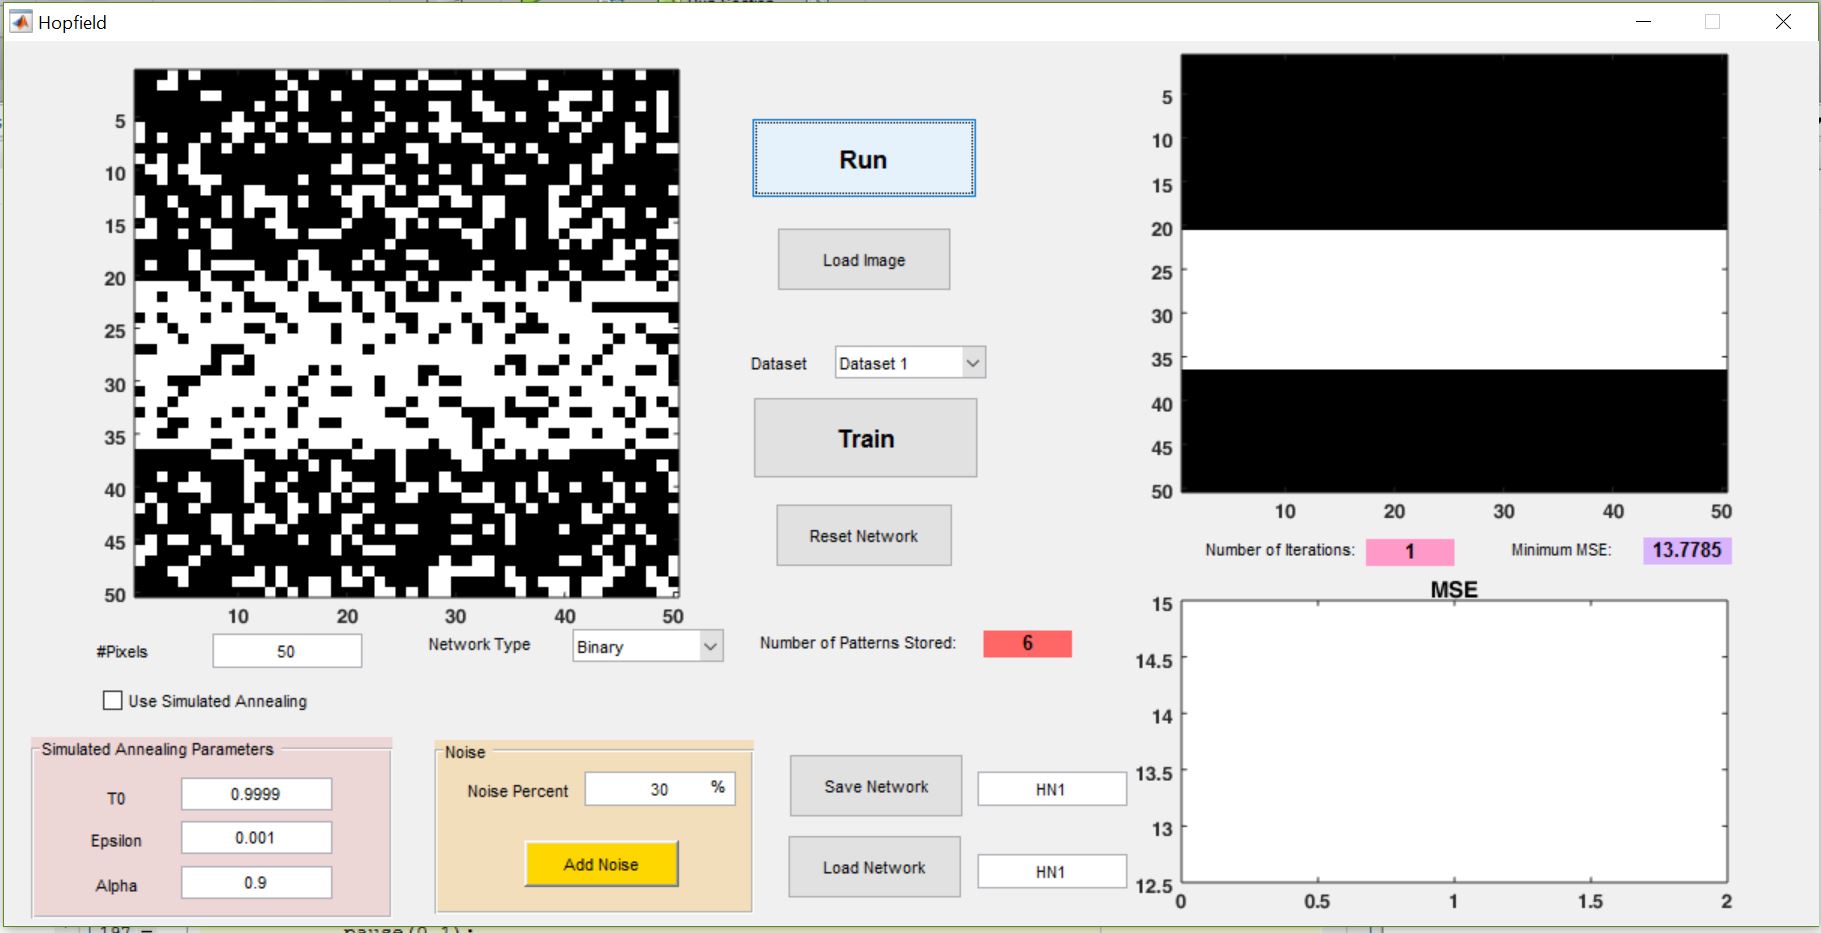 Hopfield
5
10
15
20
25
30
35
40
45
50
10
20
30
40
50
#Pixels
50
Network Type
Binary
Use Simulated Annealing
Simulated Annealing Parameters
T0
0.9999
Epsilon
0.001
Alpha
0.9
Noise
Noise Percent
30
%
Add Noise
Run
Load Image
Dataset
Dataset 1
Train
Reset Network
Number of Patterns Stored:
6
Save Network
HN1
Load Network
HN1
5
10
15
20
25
30
35
40
45
50
10
20
30
40
50
Number of Iterations:
1
Minimum MSE:
13.7785
MSE
15
14.5
14
13.5
13
12.5
0
0.5
1
1.5
2